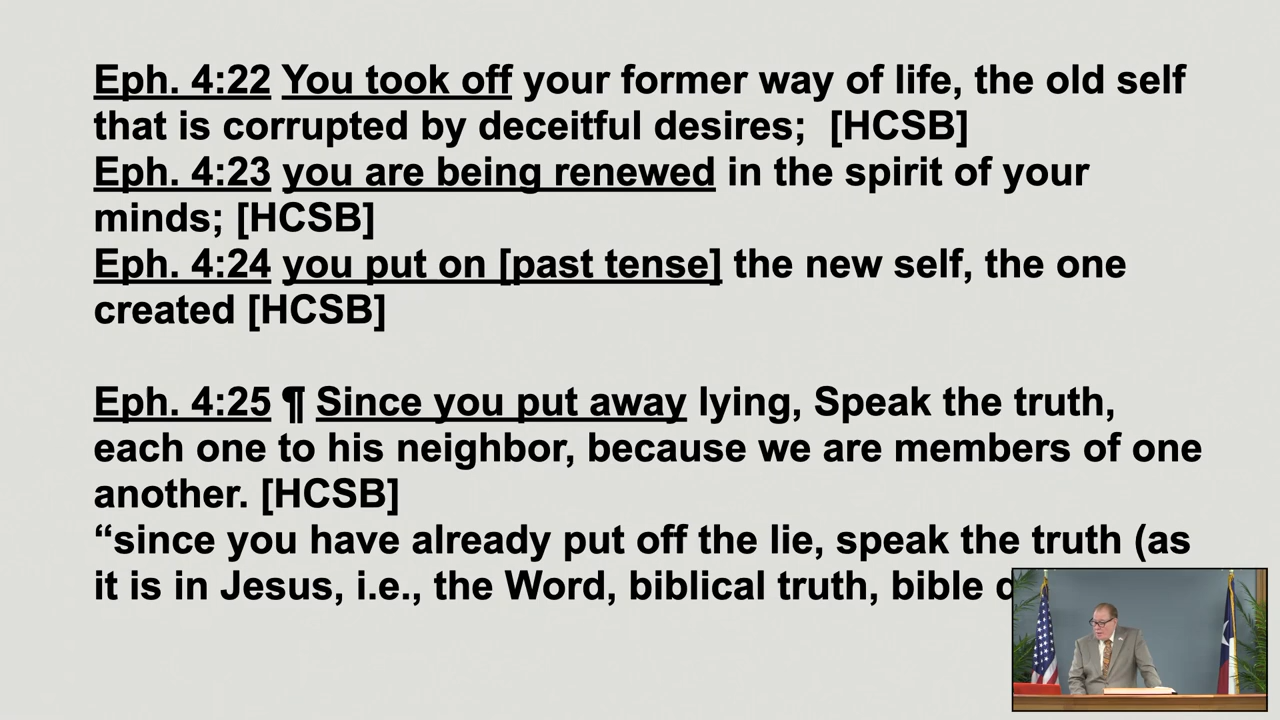 Eph. 4:22 You took off your former way of life, the old self
that is corrupted by deceitful desires; [HCSB]
Eph. 4:23 you are being renewed in the spirit of your
minds; [HCSB]
Eph. 4:24 you put on [past tense] the new self, the one
created [HCSB]
Eph. 4:25 ¶ Since you put away lying, Speak the truth,
each one to his neighbor, because we are members of one
another. [HCSB]
“since you have already put off the lie, speak the truth (as
it is in Jesus, i.e., the Word, biblical truth, bible